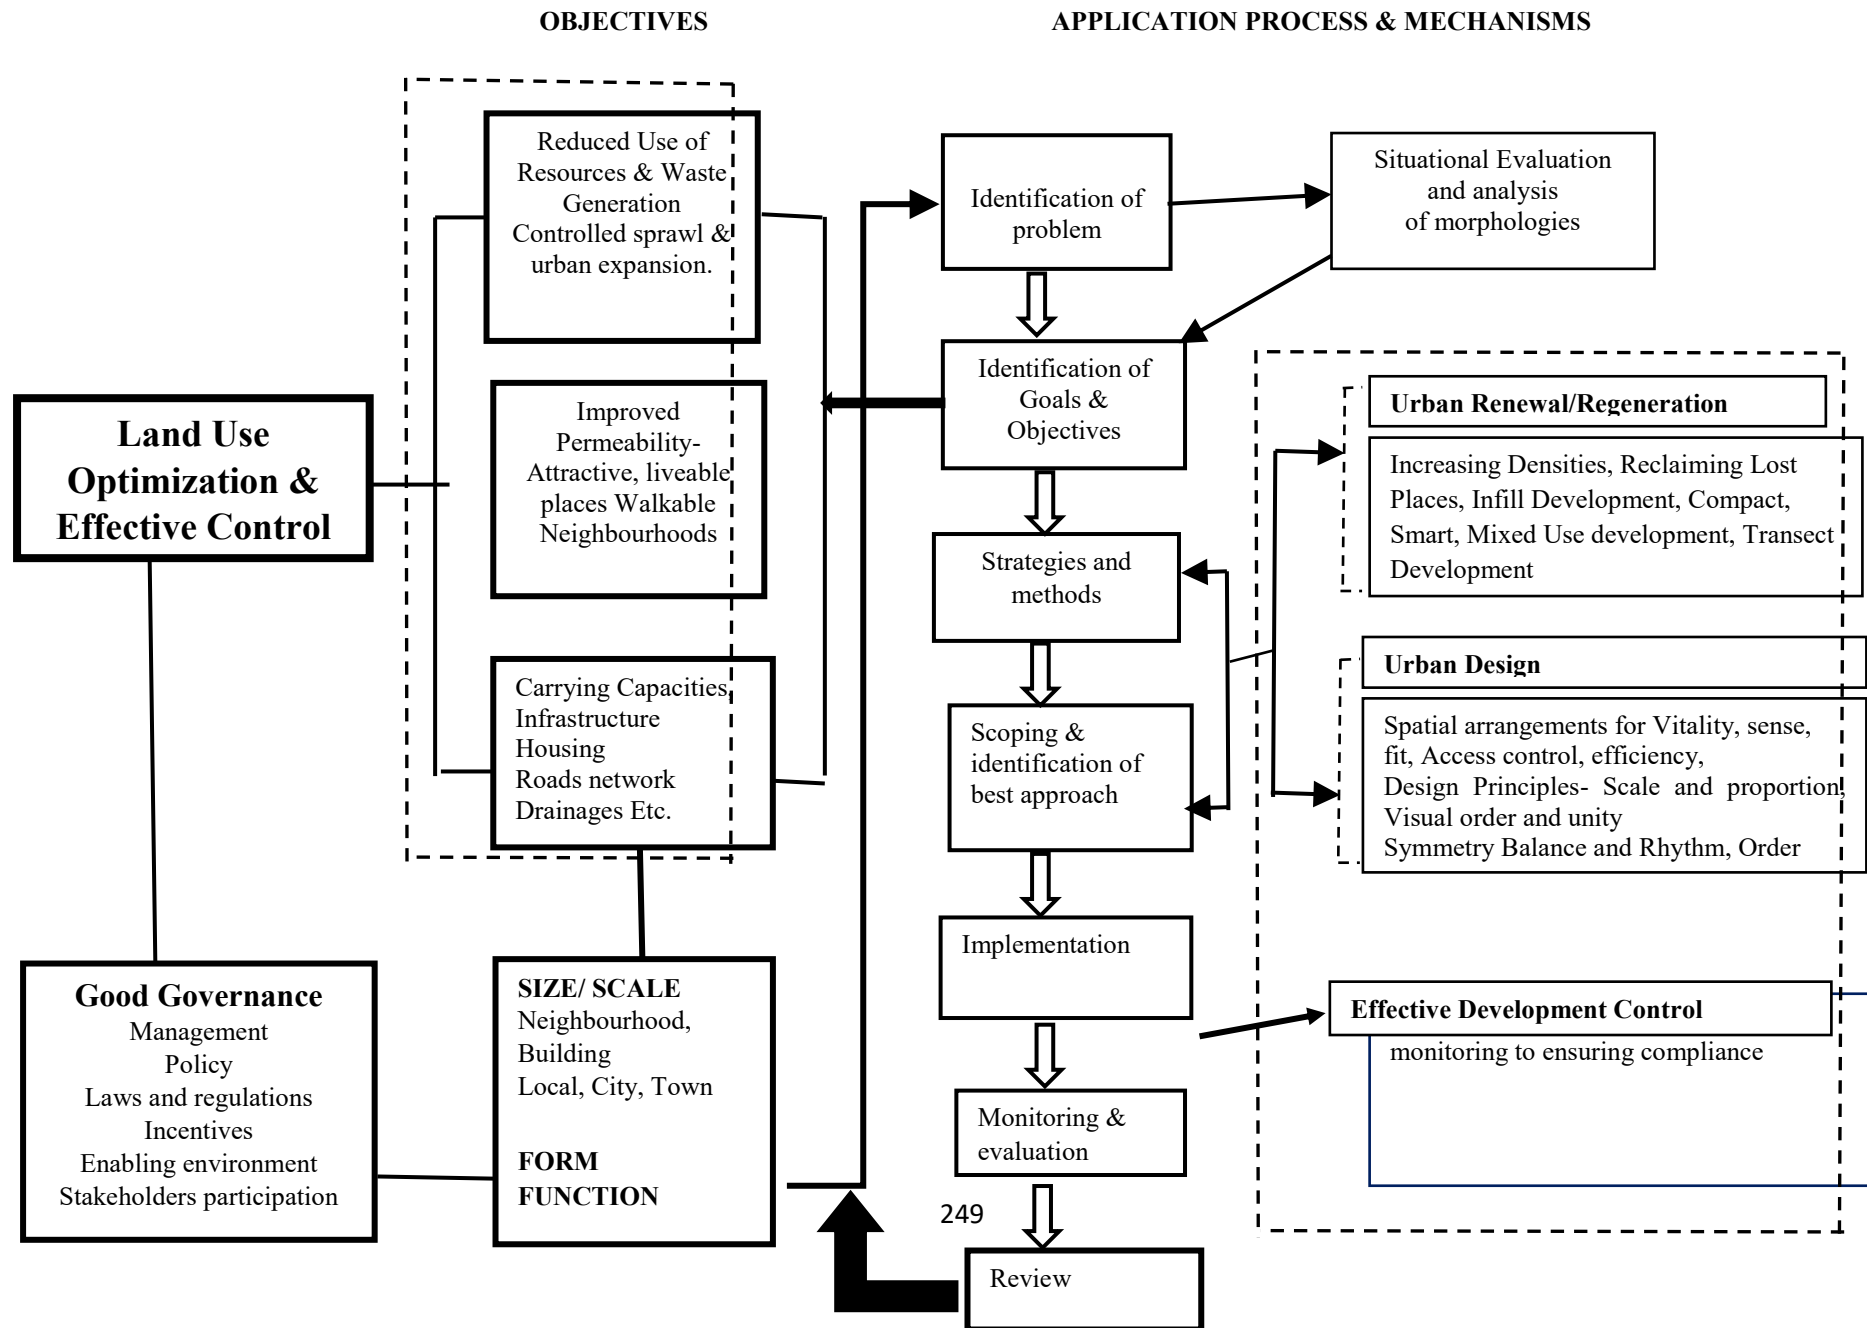 OBJECTIVES
APPLICATION PROCESS & MECHANISMS
Reduced Use of
Resources & Waste
Generation
Controlled sprawl &
urban expansion.
Improved
Permeability-
Attractive, liveable
places Walkable
Neighbourhoods
Carrying Capacities,
Infrastructure
Housing
Roads network
Drainages Etc.
Land Use
Optimization &
Effective Control
Good Governance
Management
Policy
Laws and regulations
Incentives
Enabling environment
Stakeholders participation
SIZE/ SCALE
Neighbourhood,
Building
Local, City, Town
FORM
FUNCTION
Identification of
problem
Situational Evaluation
and analysis
of morphologies
Identification of
Goals &
Objectives
Strategies and
methods
Scoping &
identification of
best approach
Implementation
Monitoring &
evaluation
249
Review
Urban Renewal/Regeneration
Increasing Densities, Reclaiming Lost
Places, Infill Development, Compact,
Smart, Mixed Use development, Transect
Development
Urban Design
Spatial arrangements for Vitality, sense,
fit, Access control, efficiency,
Design Principles- Scale and proportion,
Visual order and unity
Symmetry Balance and Rhythm, Order
Effective Development Control
monitoring to ensuring compliance